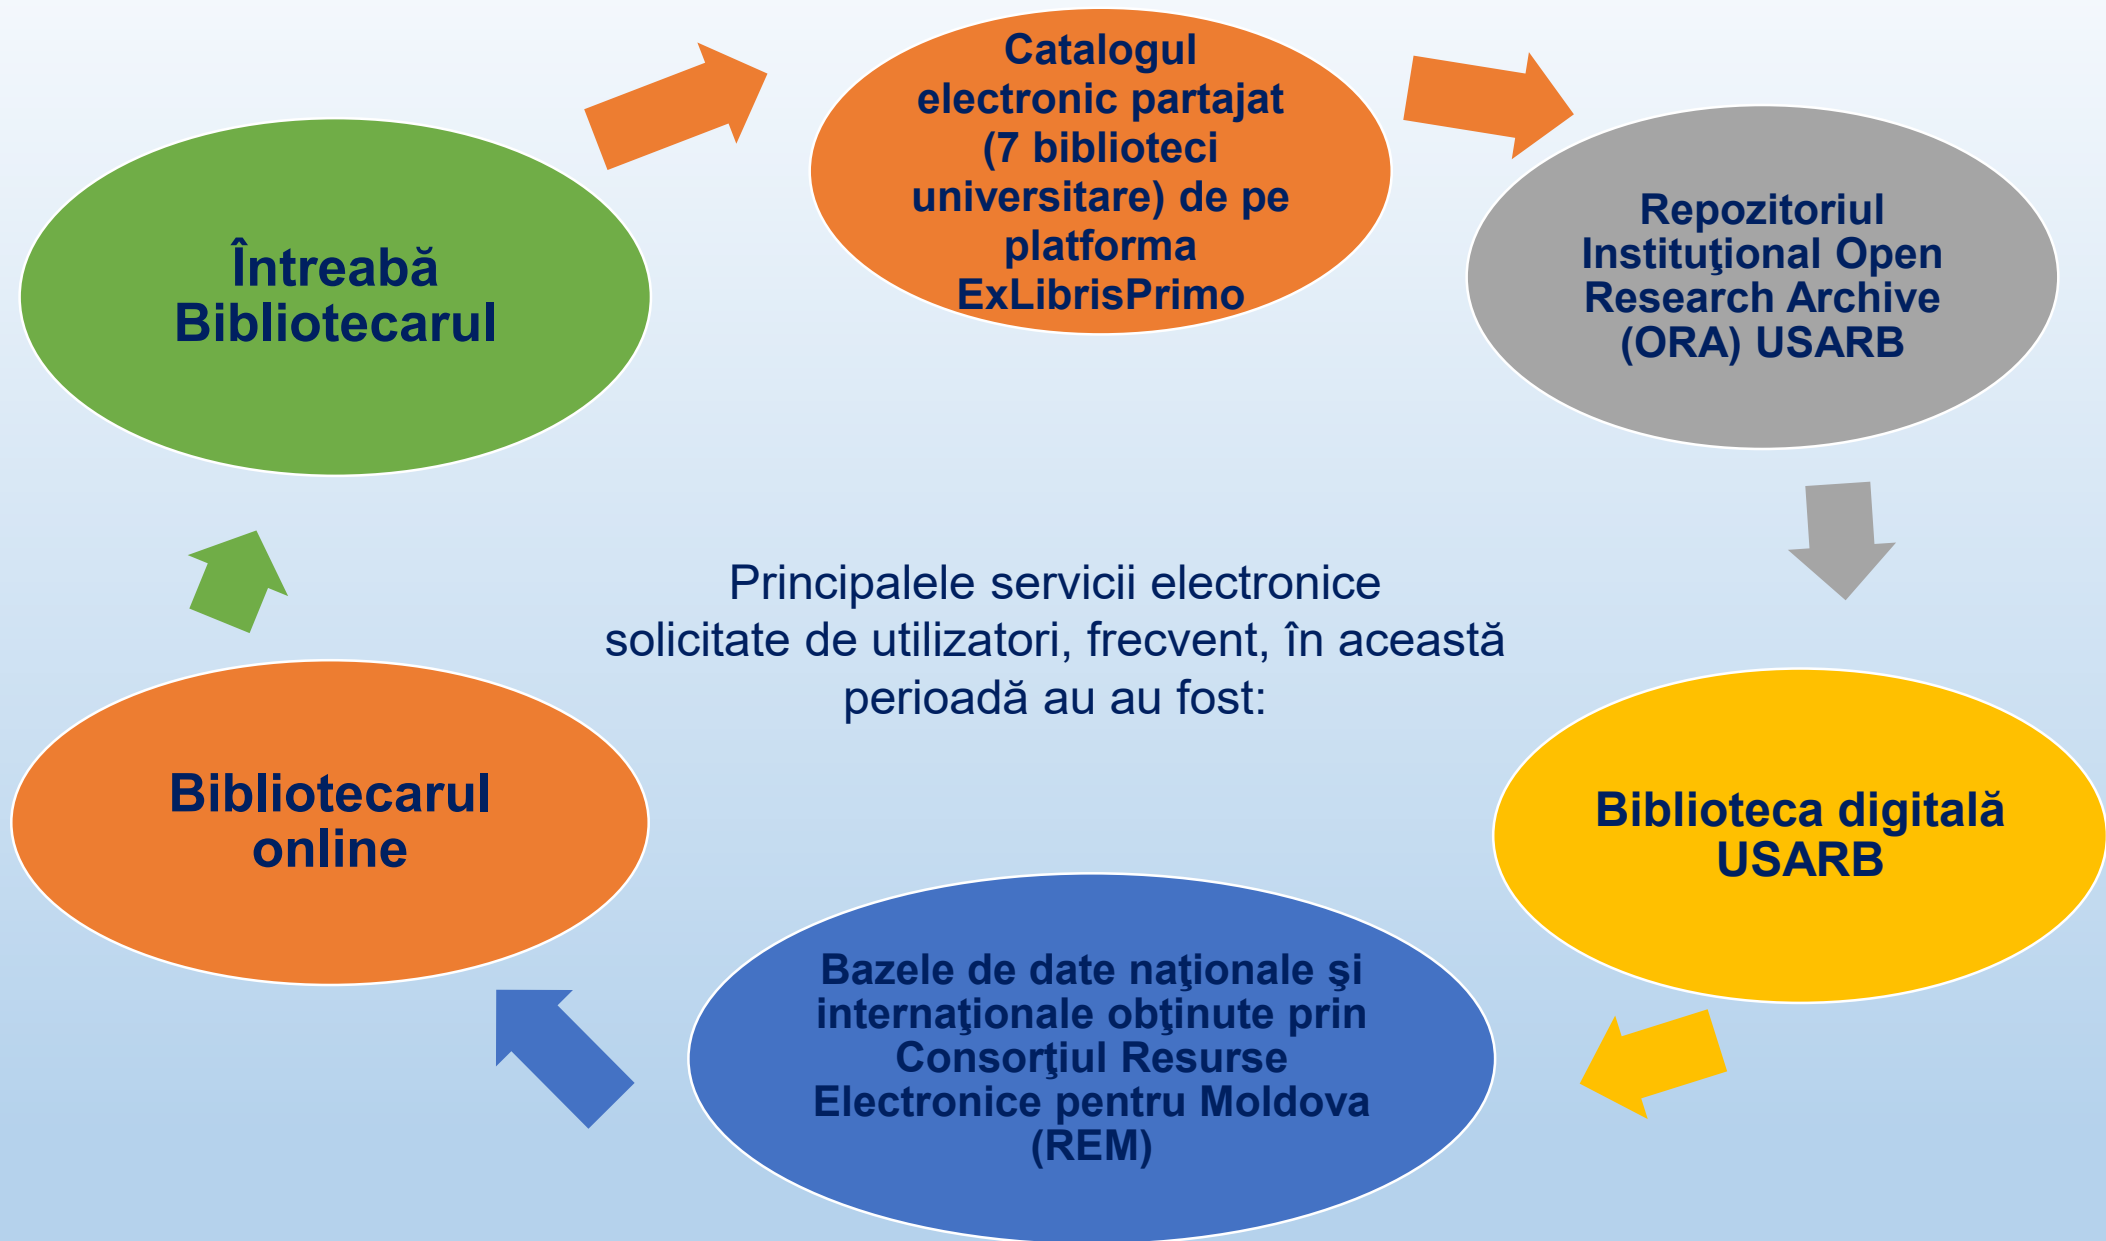 Catalogul
electronic partajat
(7 biblioteci
universitare) de pe
platforma
ExLibrisPrimo
Repozitoriul
Instituţional Open
Research Archive
(ORA) USARB
Biblioteca digitală
USARB
Bazele de date naţionale şi
internaţionale obţinute prin
Consorţiul Resurse
Electronice pentru Moldova
(REM)
Bibliotecarul
online
Întreabă
Bibliotecarul
Principalele servicii electronice
solicitate de utilizatori, frecvent, în această
perioadă au au fost: